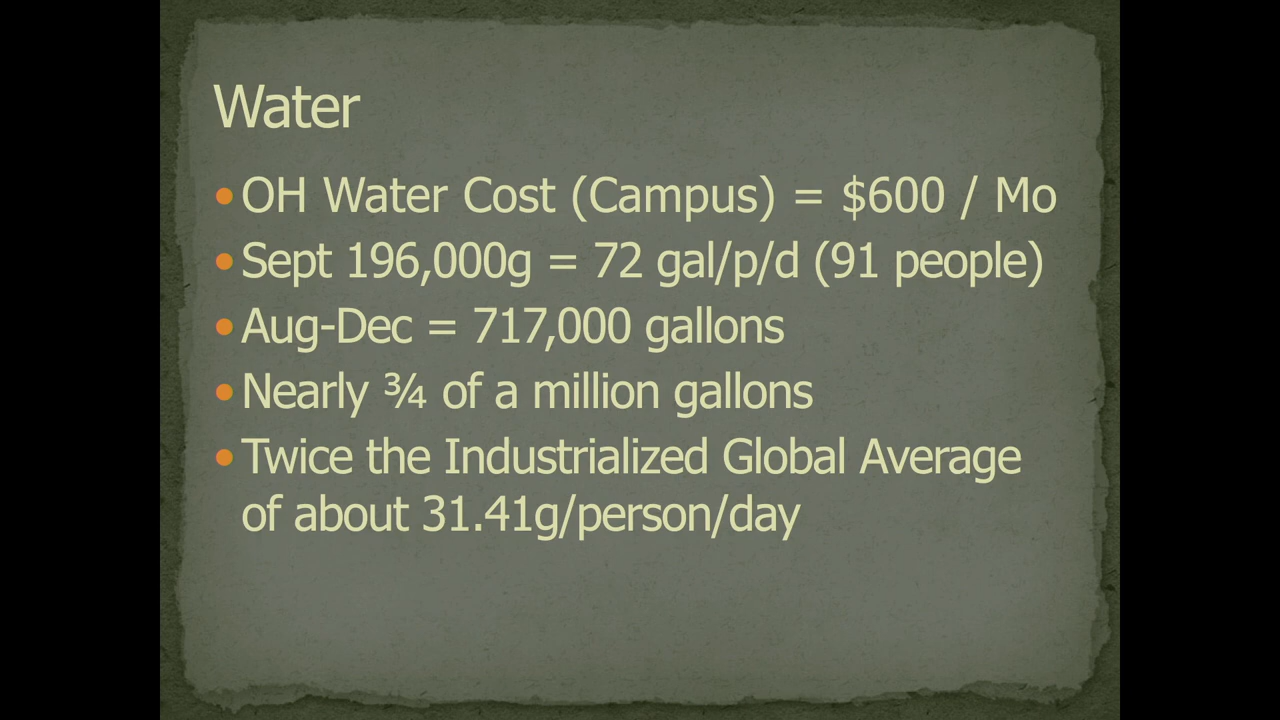 Water
• OH Water Cost (Campus) = $600 / Mo
• Sept 196,000g = 72 gal/p/d (91 people)
• Aug-Dec = 717,000 gallons
• Nearly ¾ of a million gallons
• Twice the Industrialized Global Average
of about 31.41g/person/day